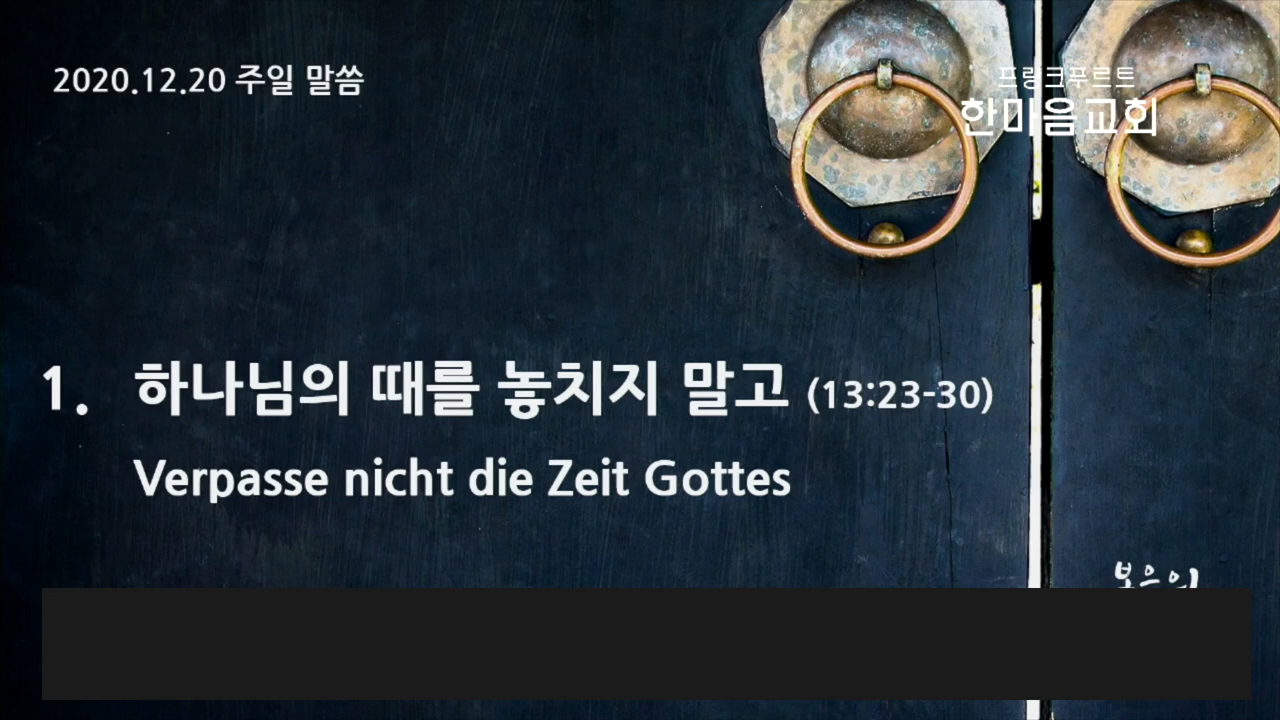 2020.12.20 주일 말씀
프랑크푸르트
한마음교회
1. 하나님의 때를 놓치지 말고 (13:23-30)
Verpasse nicht die Zeit Gottes